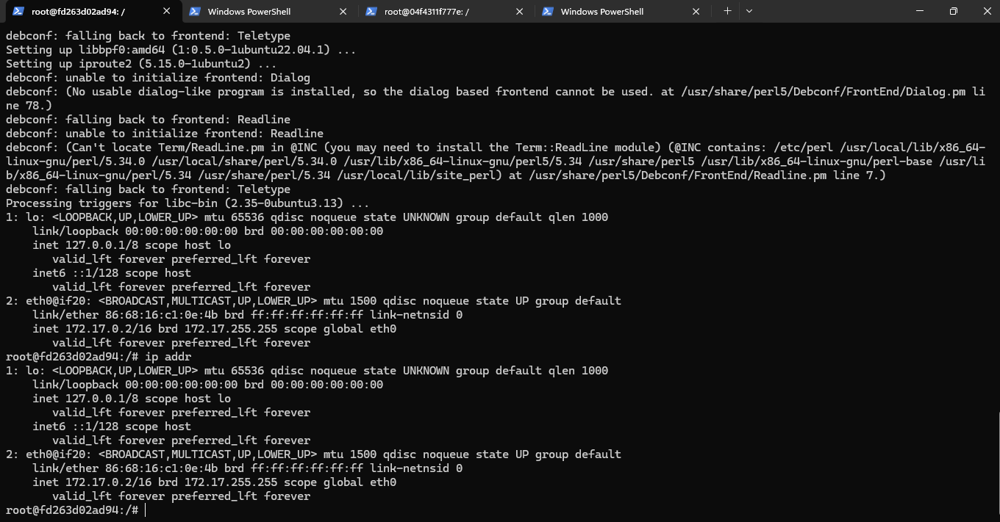 root@fd263d02ad94: /
Windows PowerShell
root@04f4311f777e: /
Windows PowerShell
debconf: falling back to frontend: Teletype
Setting up libbpf0:amd64 (1:0.5.0-1ubuntu22.04.1) ...
Setting up iproute2 (5.15.0-1ubuntu2) ...
debconf: unable to initialize frontend: Dialog
debconf: (No usable dialog-like program is installed, so the dialog based frontend cannot be used. at /usr/share/perl5/Debconf/FrontEnd/Dialog.pm li
ne 78.)
debconf: falling back to frontend: Readline
debconf: unable to initialize frontend: Readline
debconf: (Can't locate Term/ReadLine.pm in @INC (you may need to install the Term::ReadLine module) (@INC contains: /etc/perl /usr/local/lib/x86_64-
linux-gnu/perl/5.34.0 /usr/local/share/perl/5.34.0 /usr/lib/x86_64-linux-gnu/perl5/5.34 /usr/share/perl5 /usr/lib/x86_64-linux-gnu/perl-base /usr/li
b/x86_64-linux-gnu/perl/5.34 /usr/share/perl/5.34 /usr/local/lib/site_perl) at /usr/share/perl5/Debconf/FrontEnd/Readline.pm line 7.)
debconf: falling back to frontend: Teletype
Processing triggers for libc-bin (2.35-0ubuntu3.13) ...
1: lo: <LOOPBACK,UP,LOWER_UP> mtu 65536 qdisc noqueue state UNKNOWN group default qlen 1000
    link/loopback 00:00:00:00:00:00 brd 00:00:00:00:00:00
    inet 127.0.0.1/8 scope host lo
       valid_lft forever preferred_lft forever
    inet6 ::1/128 scope host
       valid_lft forever preferred_lft forever
2: eth0@if20: <BROADCAST,MULTICAST,UP,LOWER_UP> mtu 1500 qdisc noqueue state UP group default
    link/ether 86:68:16:c1:0e:4b brd ff:ff:ff:ff:ff:ff link-netnsid 0
    inet 172.17.0.2/16 brd 172.17.255.255 scope global eth0
       valid_lft forever preferred_lft forever
root@fd263d02ad94:/# ip addr
1: lo: <LOOPBACK,UP,LOWER_UP> mtu 65536 qdisc noqueue state UNKNOWN group default qlen 1000
    link/loopback 00:00:00:00:00:00 brd 00:00:00:00:00:00
    inet 127.0.0.1/8 scope host lo
       valid_lft forever preferred_lft forever
    inet6 ::1/128 scope host
       valid_lft forever preferred_lft forever
2: eth0@if20: <BROADCAST,MULTICAST,UP,LOWER_UP> mtu 1500 qdisc noqueue state UP group default
    link/ether 86:68:16:c1:0e:4b brd ff:ff:ff:ff:ff:ff link-netnsid 0
    inet 172.17.0.2/16 brd 172.17.255.255 scope global eth0
       valid_lft forever preferred_lft forever
root@fd263d02ad94:/#